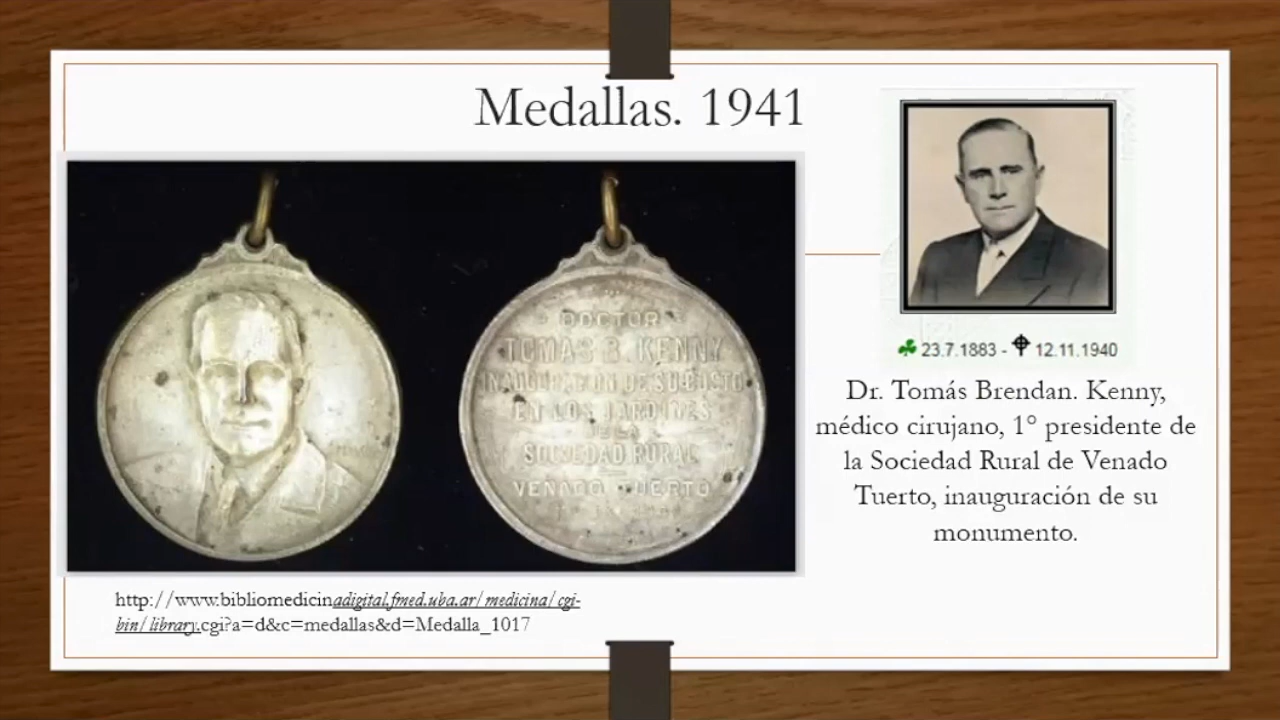 Medallas. 1941
DOCTOR
TOMAS B. KENNY
INAUGURACION DE SU BUSTO
EN LOS JARDINES
DE LA
SOCIEDAD RURAL
VENADO TUERTO
23.7.1883 - 12.11.1940
Dr. Tomás Brendan. Kenny,
médico cirujano, 1° presidente de
la Sociedad Rural de Venado
Tuerto, inauguración de su
monumento.
http://www.bibliomedicinadigital.fmed.uba.ar/medicina/cgi-
bin/library.cgi?a=d&c=medallas&d=Medalla_1017